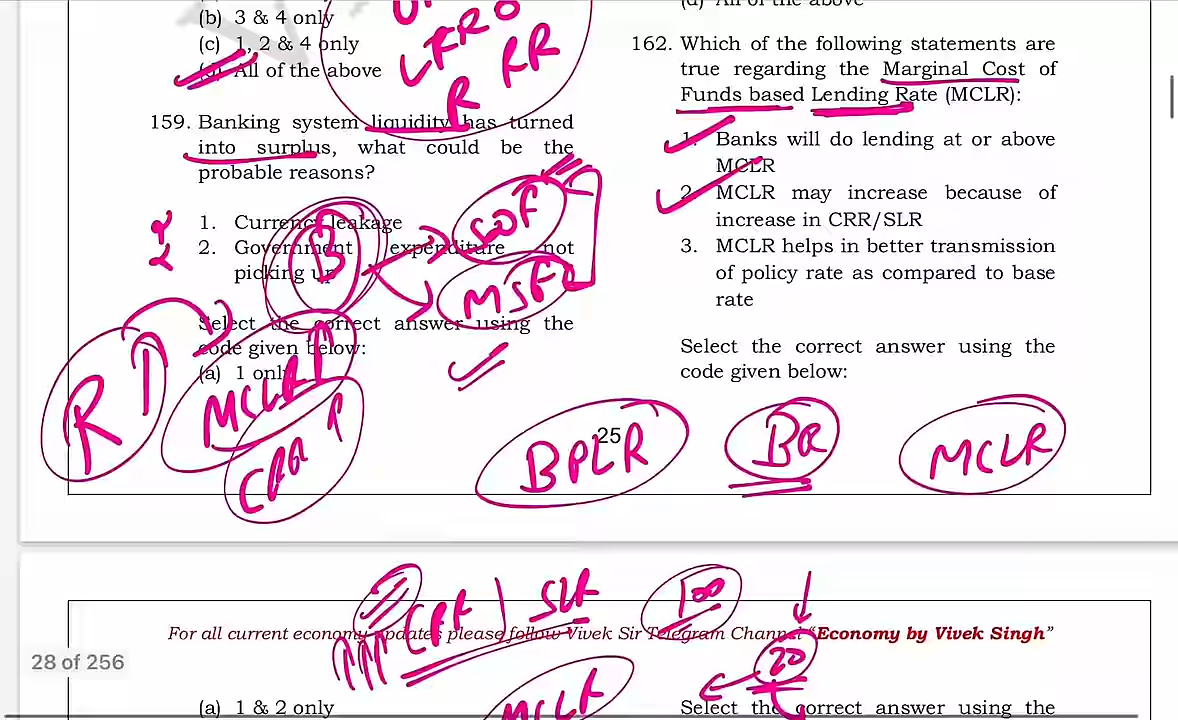 (b) 3 & 4 only
(c) 1, 2 & 4 only
(d) All of the above
RR
R
159. Banking system liquidity has turned
into surplus, what could be the
probable reasons?
1. Currency leakage
2. Government expenditure not
picking up
B
SDF
MSF
Select the correct answer using the
code given below:
(a) 1 only
R
MCLR
CRR
162. Which of the following statements are
true regarding the Marginal Cost of
Funds based Lending Rate (MCLR):
1. Banks will do lending at or above
MCLR
2. MCLR may increase because of
increase in CRR/SLR
3. MCLR helps in better transmission
of policy rate as compared to base
rate
Select the correct answer using the
code given below:
BPLR
BR
MCLR
25
CRR SLR
100
For all current economy updates please follow Vivek Sir Telegram Channel "Economy by Vivek Singh"
20
28 of 256
MCLR
(a) 1 & 2 only
Select the correct answer using the